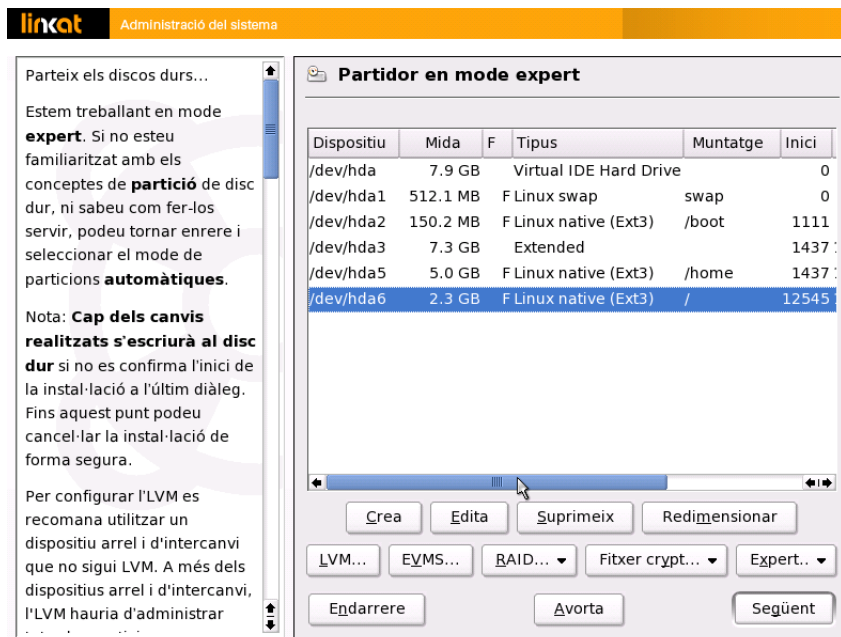 linkat Administració del sistema
Parteix els discos durs...
Estem treballant en mode
expert. Si no esteu
familiaritzat amb els
conceptes de partició de disc
dur, ni sabeu com fer-los
servir, podeu tornar enrere i
seleccionar el mode de
particions automàtiques.
Nota: Cap dels canvis
realitzats s'escriurà al disc
dur si no es confirma l'inici de
la instal·lació a l'últim diàleg.
Fins aquest punt podeu
cancel·lar la instal·lació de
forma segura.
Per configurar l'LVM es
recomana utilitzar un
dispositiu arrel i d'intercanvi
que no sigui LVM. A més dels
dispositius arrel i d'intercanvi,
l'LVM hauria d'administrar
Partidor en mode expert
Dispositiu Mida F Tipus Muntatge Inici
/dev/hda 7.9 GB Virtual IDE Hard Drive 0
/dev/hda1 512.1 MB F Linux swap swap 0
/dev/hda2 150.2 MB F Linux native (Ext3) /boot 1111
/dev/hda3 7.3 GB Extended 1437
/dev/hda5 5.0 GB F Linux native (Ext3) /home 1437
/dev/hda6 2.3 GB F Linux native (Ext3) / 12545
Crea Edita Suprimeix Redimensionar
LVM... EVMS... RAID... Fitxer crypt... Expert..
Endarrere Avorta Següent